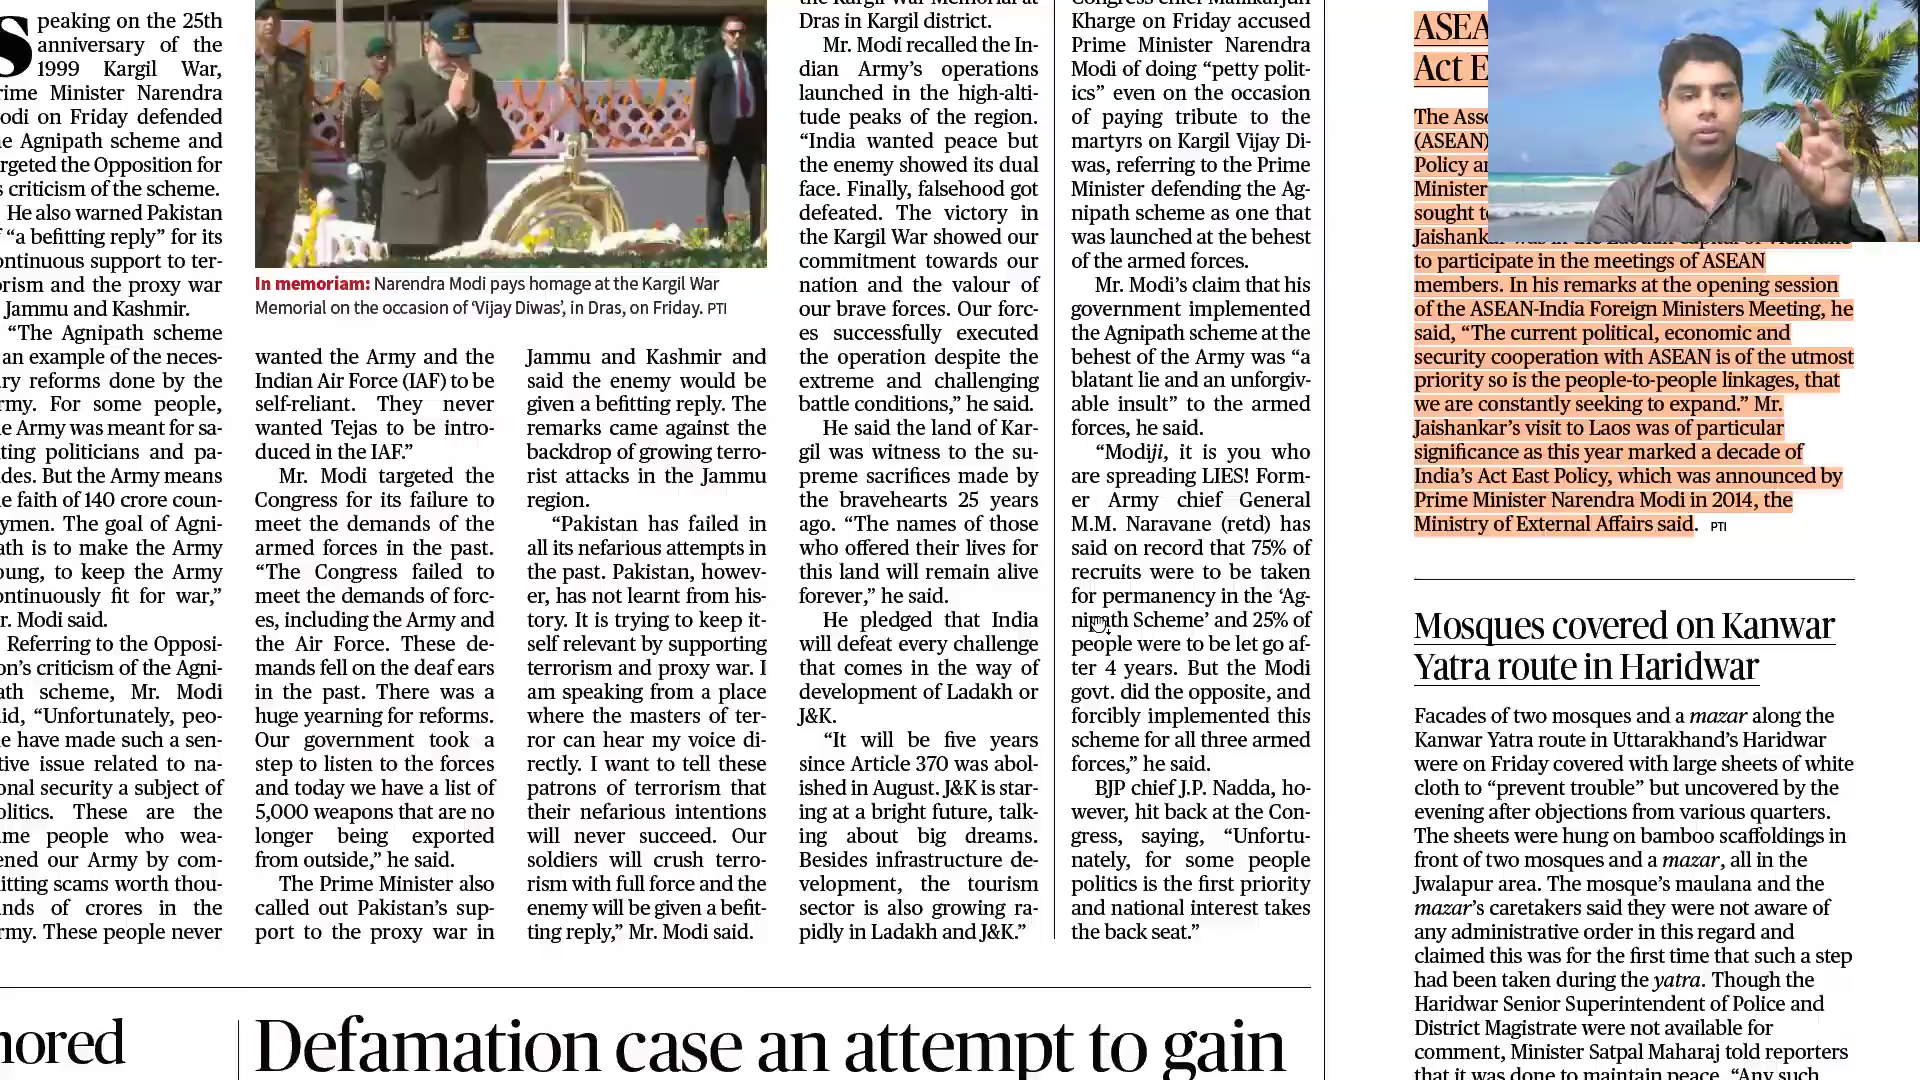 Speaking on the 25th
anniversary of the
1999 Kargil War,
rime Minister Narendra
odi on Friday defended
e Agnipath scheme and
rgeted the Opposition for
s criticism of the scheme.
He also warned Pakistan
f “a befitting reply” for its
ontinuous support to ter-
orism and the proxy war
Jammu and Kashmir.
“The Agnipath scheme
an example of the neces-
ry reforms done by the
rmy. For some people,
e Army was meant for sa-
ting politicians and pa-
des. But the Army means
e faith of 140 crore coun-
ymen. The goal of Agni-
ath is to make the Army
oung, to keep the Army
ontinuously fit for war,”
r. Modi said.
Referring to the Opposi-
on’s criticism of the Agni-
ath scheme, Mr. Modi
id, “Unfortunately, peo-
e have made such a sen-
tive issue related to na-
onal security a subject of
olitics. These are the
me people who wea-
ened our Army by com-
itting scams worth thou-
nds of crores in the
rmy. These people never
In memoriam: Narendra Modi pays homage at the Kargil War
Memorial on the occasion of ‘Vijay Diwas’, in Dras, on Friday. PTI
wanted the Army and the
Indian Air Force (IAF) to be
self-reliant. They never
wanted Tejas to be intro-
duced in the IAF.”
Mr. Modi targeted the
Congress for its failure to
meet the demands of the
armed forces in the past.
“The Congress failed to
meet the demands of forc-
es, including the Army and
the Air Force. These de-
mands fell on the deaf ears
in the past. There was a
huge yearning for reforms.
Our government took a
step to listen to the forces
and today we have a list of
5,000 weapons that are no
longer being exported
from outside,” he said.
The Prime Minister also
called out Pakistan’s sup-
port to the proxy war in
Jammu and Kashmir and
said the enemy would be
given a befitting reply. The
remarks came against the
backdrop of growing terro-
rist attacks in the Jammu
region.
“Pakistan has failed in
all its nefarious attempts in
the past. Pakistan, howev-
er, has not learnt from his-
tory. It is trying to keep it-
self relevant by supporting
terrorism and proxy war. I
am speaking from a place
where the masters of ter-
ror can hear my voice di-
rectly. I want to tell these
patrons of terrorism that
their nefarious intentions
will never succeed. Our
soldiers will crush terro-
rism with full force and the
enemy will be given a befit-
ting reply,” Mr. Modi said.
the Kargil War Memorial at
Dras in Kargil district.
Mr. Modi recalled the In-
dian Army’s operations
launched in the high-alti-
tude peaks of the region.
“India wanted peace but
the enemy showed its dual
face. Finally, falsehood got
defeated. The victory in
the Kargil War showed our
commitment towards our
nation and the valour of
our brave forces. Our forc-
es successfully executed
the operation despite the
extreme and challenging
battle conditions,” he said.
He said the land of Kar-
gil was witness to the su-
preme sacrifices made by
the bravehearts 25 years
ago. “The names of those
who offered their lives for
this land will remain alive
forever,” he said.
He pledged that India
will defeat every challenge
that comes in the way of
development of Ladakh or
J&K.
“It will be five years
since Article 370 was abol-
ished in August. J&K is star-
ing at a bright future, talk-
ing about big dreams.
Besides infrastructure de-
velopment, the tourism
sector is also growing ra-
pidly in Ladakh and J&K.”
Congress chief Mallikarjun
Kharge on Friday accused
Prime Minister Narendra
Modi of doing “petty polit-
ics” even on the occasion
of paying tribute to the
martyrs on Kargil Vijay Di-
was, referring to the Prime
Minister defending the Ag-
nipath scheme as one that
was launched at the behest
of the armed forces.
Mr. Modi’s claim that his
government implemented
the Agnipath scheme at the
behest of the Army was “a
blatant lie and an unforgiv-
able insult” to the armed
forces, he said.
“Modiji, it is you who
are spreading LIES! Form-
er Army chief General
M.M. Naravane (retd) has
said on record that 75% of
recruits were to be taken
for permanency in the ‘Ag-
nipath Scheme’ and 25% of
people were to be let go af-
ter 4 years. But the Modi
govt. did the opposite, and
forcibly implemented this
scheme for all three armed
forces,” he said.
BJP chief J.P. Nadda, ho-
wever, hit back at the Con-
gress, saying, “Unfortu-
nately, for some people
politics is the first priority
and national interest takes
the back seat.”
ASEA
Act E
The Asso
(ASEAN)
Policy an
Minister
sought t
Jaishankar was in the Laotian capital of Vientiane
to participate in the meetings of ASEAN
members. In his remarks at the opening session
of the ASEAN-India Foreign Ministers Meeting, he
said, “The current political, economic and
security cooperation with ASEAN is of the utmost
priority so is the people-to-people linkages, that
we are constantly seeking to expand.” Mr.
Jaishankar’s visit to Laos was of particular
significance as this year marked a decade of
India’s Act East Policy, which was announced by
Prime Minister Narendra Modi in 2014, the
Ministry of External Affairs said. PTI
Mosques covered on Kanwar
Yatra route in Haridwar
Facades of two mosques and a mazar along the
Kanwar Yatra route in Uttarakhand’s Haridwar
were on Friday covered with large sheets of white
cloth to “prevent trouble” but uncovered by the
evening after objections from various quarters.
The sheets were hung on bamboo scaffoldings in
front of two mosques and a mazar, all in the
Jwalapur area. The mosque’s maulana and the
mazar’s caretakers said they were not aware of
any administrative order in this regard and
claimed this was for the first time that such a step
had been taken during the yatra. Though the
Haridwar Senior Superintendent of Police and
District Magistrate were not available for
comment, Minister Satpal Maharaj told reporters
that it was done to maintain peace. “Any such
nored
Defamation case an attempt to gain